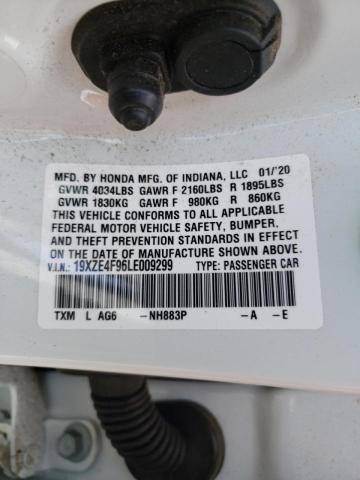 MFD. BY HONDA MFG. OF INDIANA, LLC 01/'20
GVWR 4034LBS GAWR F 2160LBS R 1895LBS
GVWR 1830KG GAWR F 980KG R 860KG
THIS VEHICLE CONFORMS TO ALL APPLICABLE
FEDERAL MOTOR VEHICLE SAFETY, BUMPER,
AND THEFT PREVENTION STANDARDS IN EFFECT
ON THE DATE OF MANUFACTURE SHOWN ABOVE.
V.I.N.: 19XZE4F96LE009299 TYPE: PASSENGER CAR
TXM L AG6 -NH883P -A -E